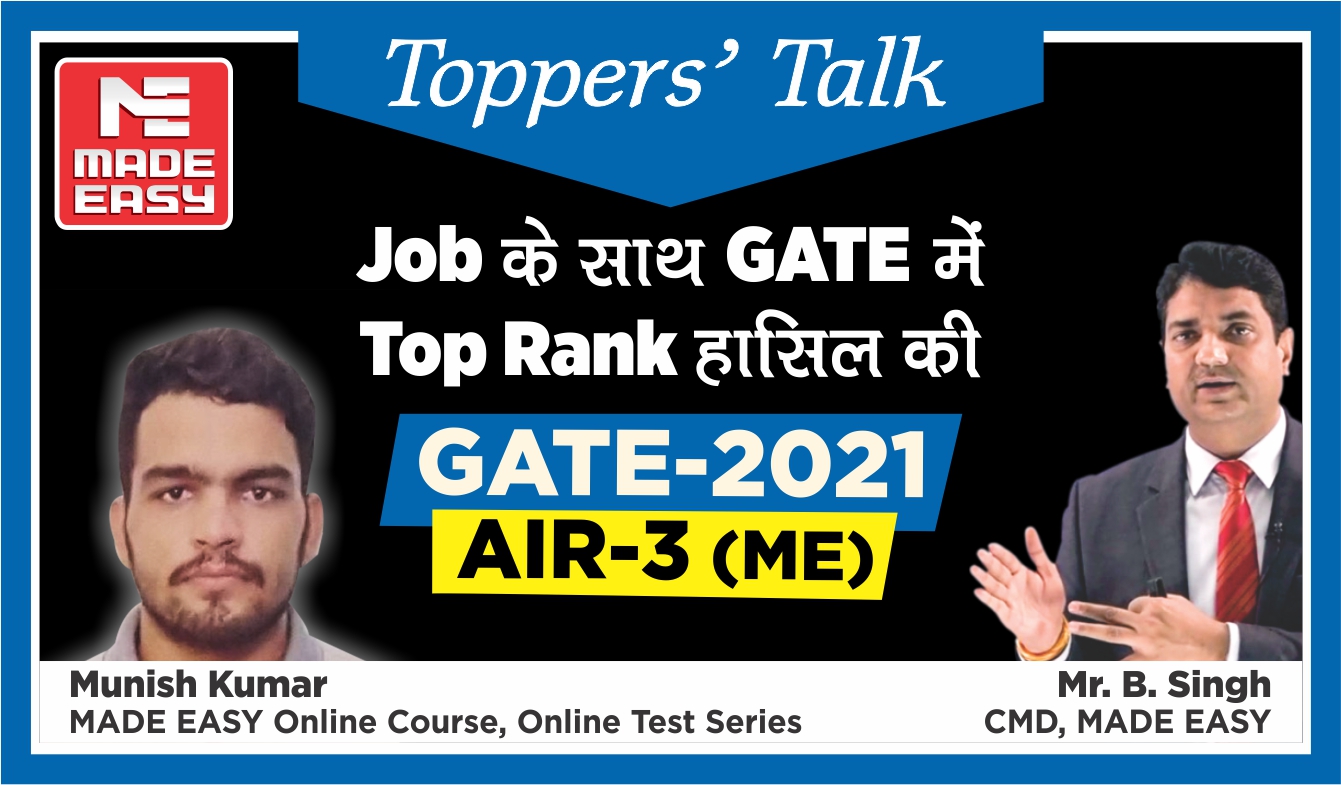 Toppers’ Talk
ME
MADE
EASY
Job के साथ GATE में
Top Rank हासिल की
GATE-2021
AIR-3 (ME)
Munish Kumar
MADE EASY Online Course, Online Test Series
Mr. B. Singh
CMD, MADE EASY